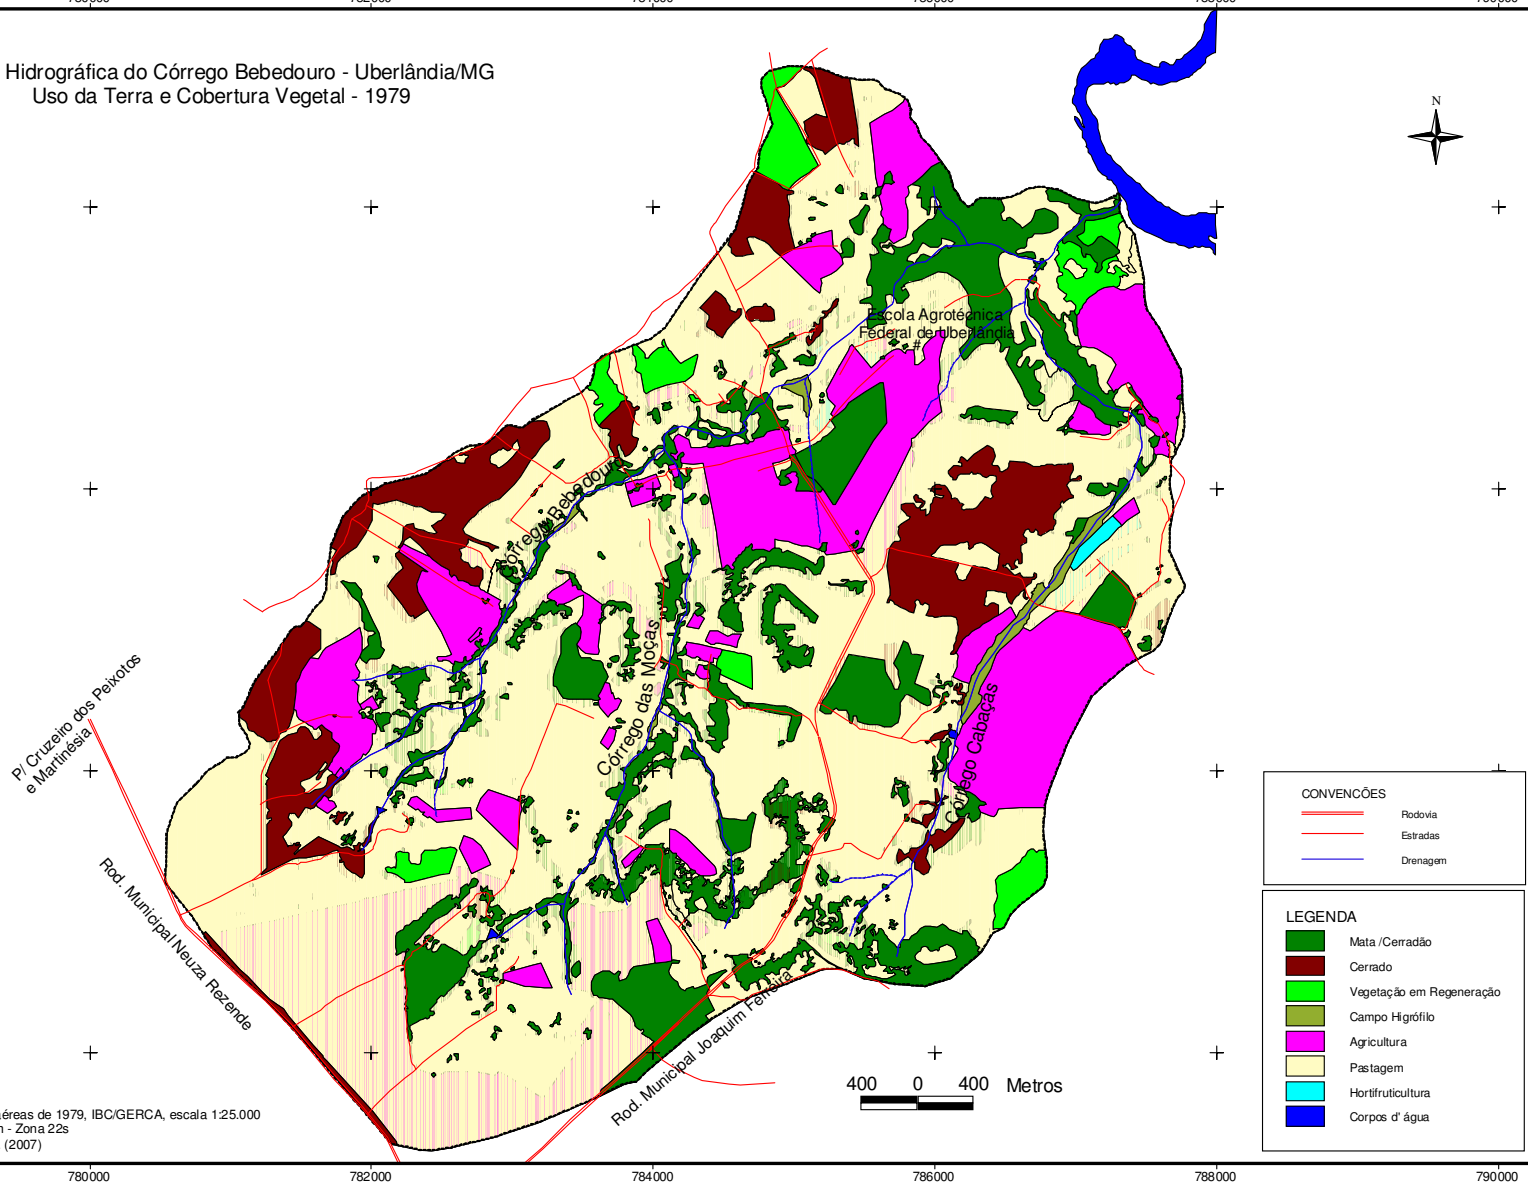 Hidrográfica do Córrego Bebedouro - Uberlândia/MG
Uso da Terra e Cobertura Vegetal - 1979
N
Escola Agrotécnica
Federal de Uberlândia
#
Córrego Bebedouro
Córrego das Moças
Córrego Cabaças
P/ Cruzeiro dos Peixotos
e Martinésia
Rod. Municipal Neuza Rezende
Rod. Municipal Joaquim Ferreira
400 0 400 Metros
CONVENCÕES
Rodovia
Estradas
Drenagem
LEGENDA
Mata /Cerradão
Cerrado
Vegetação em Regeneração
Campo Higrófilo
Agricultura
Pastagem
Hortifruticultura
Corpos d' água
aéreas de 1979, IBC/GERCA, escala 1:25.000
- Zona 22s
(2007)
780000 782000 784000 786000 788000 790000